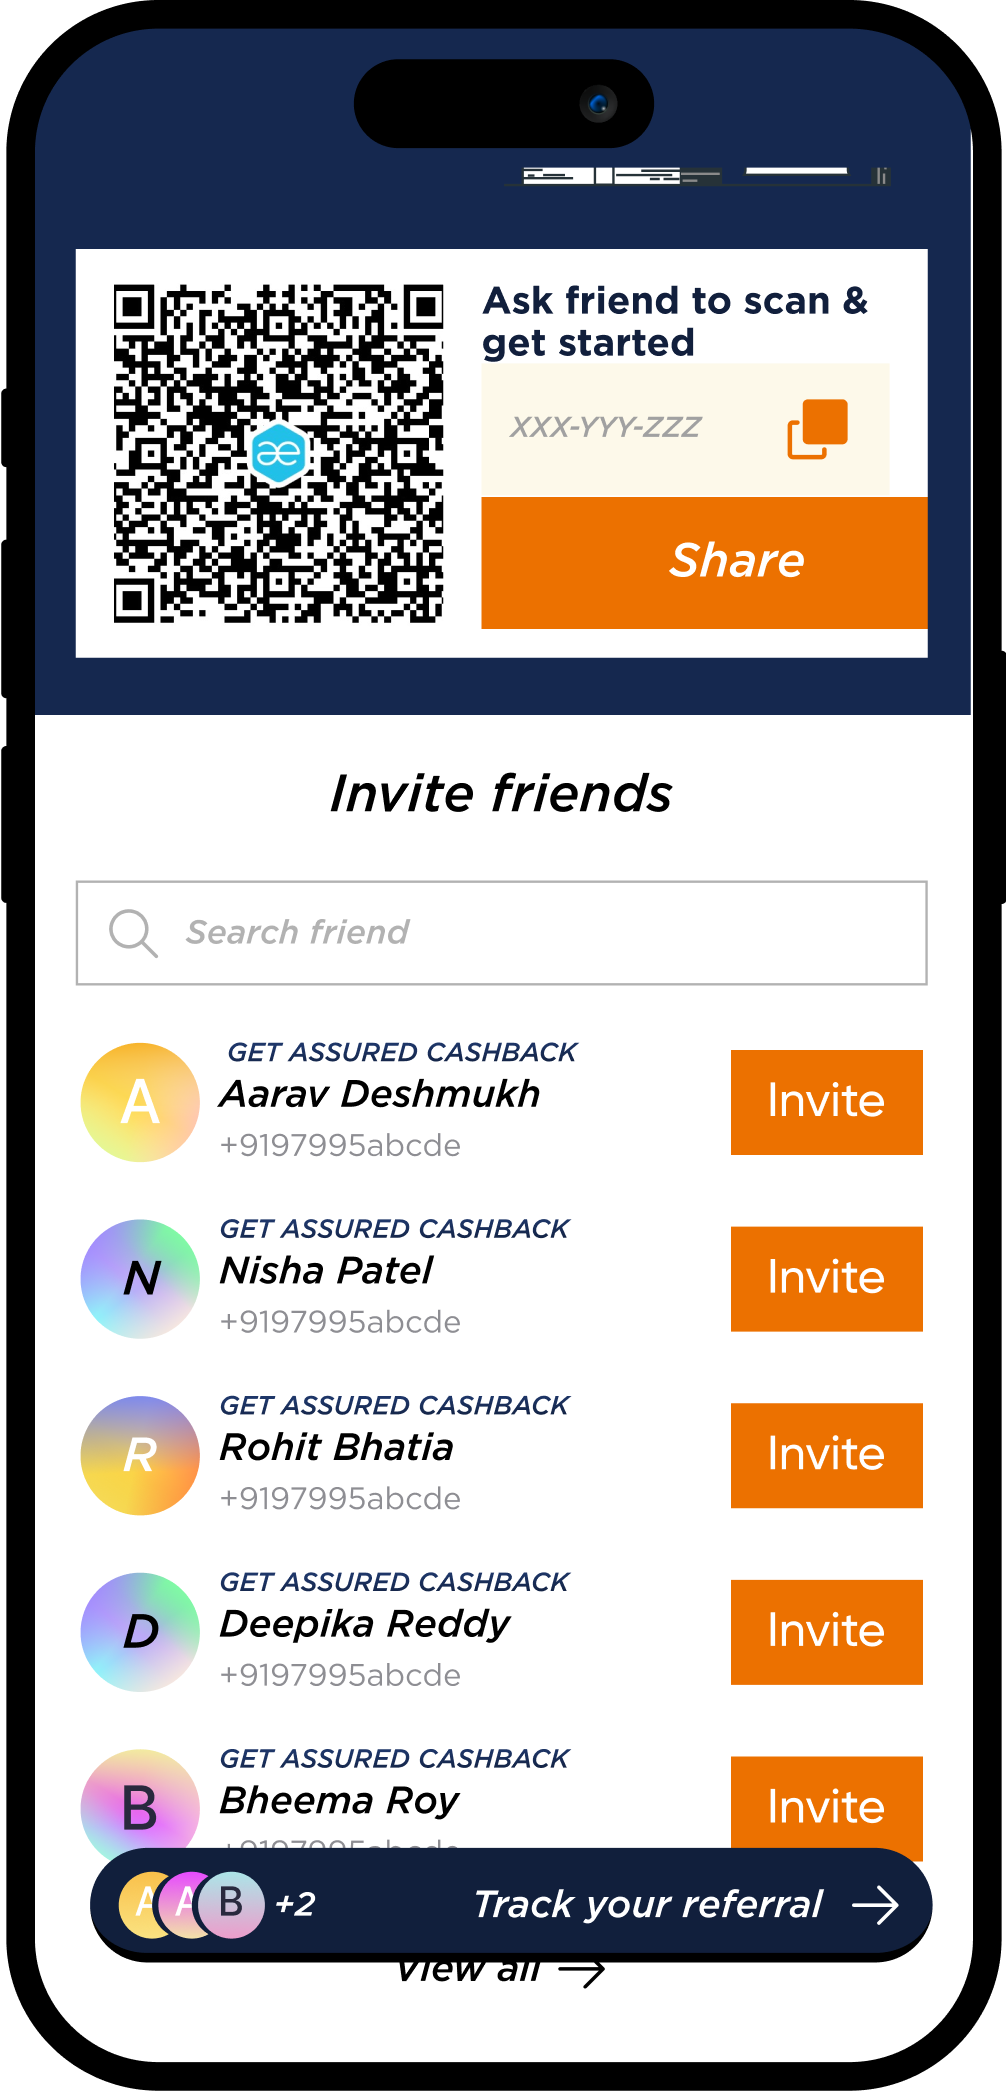 æ
Ask friend to scan &
get started
XXX-YYY-ZZZ
Share
Invite friends
Search friend
A
GET ASSURED CASHBACK
Aarav Deshmukh
+9197995abcde
Invite
N
GET ASSURED CASHBACK
Nisha Patel
+9197995abcde
Invite
R
GET ASSURED CASHBACK
Rohit Bhatia
+9197995abcde
Invite
D
GET ASSURED CASHBACK
Deepika Reddy
+9197995abcde
Invite
B
GET ASSURED CASHBACK
Bheema Roy
+9197995abcde
Invite
A A B +2 Track your referral
View all